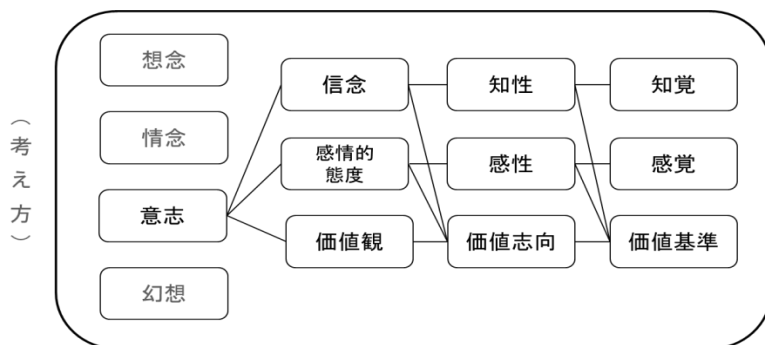 （考え方）
想念
情念
意志
幻想
信念
感情的
態度
価値観
知性
感性
価値志向
知覚
感覚
価値基準